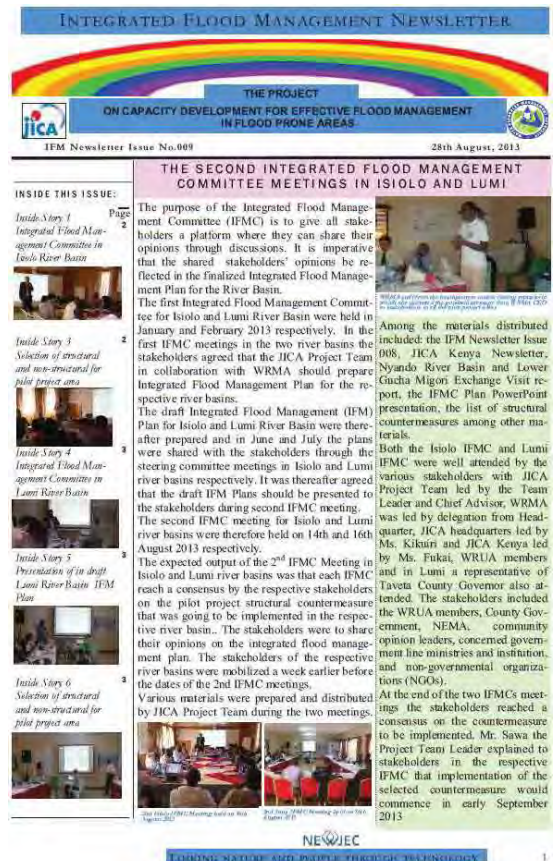 INTEGRATED FLOOD MANAGEMENT NEWSLETTER
THE PROJECT
ON CAPACITY DEVELOPMENT FOR EFFECTIVE FLOOD MANAGEMENT
IN FLOOD PRONE AREAS
jICA
IFM Newsletter Issue No.009
28th August, 2013
INSIDE THIS ISSUE:
Page
Inside Story 1
2
Integrated Flood Man-
agement Committee in
Isiolo River Basin
Inside Story 3
2
Selection of structural
and non-structural for
pilot project area
Inside Story 4
3
Integrated Flood Man-
agement Committee in
Lumi River Basin
Inside Story 5
3
Presentation of in draft
Lumi River Basin IFM
Plan
Inside Story 6
3
Selection of structural
and non-structural for
pilot project area
THE SECOND INTEGRATED FLOOD MANAGEMENT
COMMITTEE MEETINGS IN ISIOLO AND LUMI
The purpose of the Integrated Flood Manage-
ment Committee (IFMC) is to give all stake-
holders a platform where they can share their
opinions through discussions. It is imperative
that the shared stakeholders' opinions be re-
flected in the finalized Integrated Flood Manage-
ment Plan for the River Basin.
The first Integrated Flood Management Commit-
tee for Isiolo and Lumi River Basin were held in
January and February 2013 respectively. In the
first IFMC meetings in the two river basins the
stakeholders agreed that the JICA Project Team
in collaboration with WRMA should prepare
Integrated Flood Management Plan for the re-
spective river basins.
The draft Integrated Flood Management (IFM)
Plan for Isiolo and Lumi River Basin were there-
after prepared and in June and July the plans
were shared with the stakeholders through the
steering committee meetings in Isiolo and Lumi
river basins respectively. It was thereafter agreed
that the draft IFM Plans should be presented to
the stakeholders during second IFMC meeting.
The second IFMC meeting for Isiolo and Lumi
river basins were therefore held on 14th and 16th
August 2013 respectively.
The expected output of the 2nd IFMC Meeting in
Isiolo and Lumi river basins was that each IFMC
reach a consensus by the respective stakeholders
on the pilot project structural countermeasure
that was going to be implemented in the respec-
tive river basin.. The stakeholders were to share
their opinions on the integrated flood manage-
ment plan. The stakeholders of the respective
river basins were mobilized a week earlier before
the dates of the 2nd IFMC meetings.
Various materials were prepared and distributed
by JICA Project Team during the two meetings.
Among the materials distributed
included: the IFM Newsletter Issue
008, JICA Kenya Newsletter,
Nyando River Basin and Lower
Gucha Migori Exchange Visit re-
port, the IFMC Plan PowerPoint
presentation, the list of structural
countermeasures among other ma-
terials.
Both the Isiolo IFMC and Lumi
IFMC were well attended by the
various stakeholders with JICA
Project Team led by the Team
Leader and Chief Advisor, WRMA
was led by delegation from Head-
quarter, JICA headquarters led by
Ms. Kikuiri and JICA Kenya led
by Ms. Fukai, WRUA members
and in Lumi a representative of
Taveta County Governor also at-
tended. The stakeholders included
the WRUA members, County Gov-
ernment, NEMA, community
opinion leaders, concerned govern-
ment line ministries and institution,
and non-governmental organiza-
tions (NGOs).
At the end of the two IFMCs meet-
ings the stakeholders reached a
consensus on the countermeasure
to be implemented. Mr. Sawa the
Project Team Leader explained to
stakeholders in the respective
IFMC that implementation of the
selected countermeasure would
commence in early September
2013
NEWJEC
LINKING NATURE AND PEOPLE THROUGH TECHNOLOGY
1